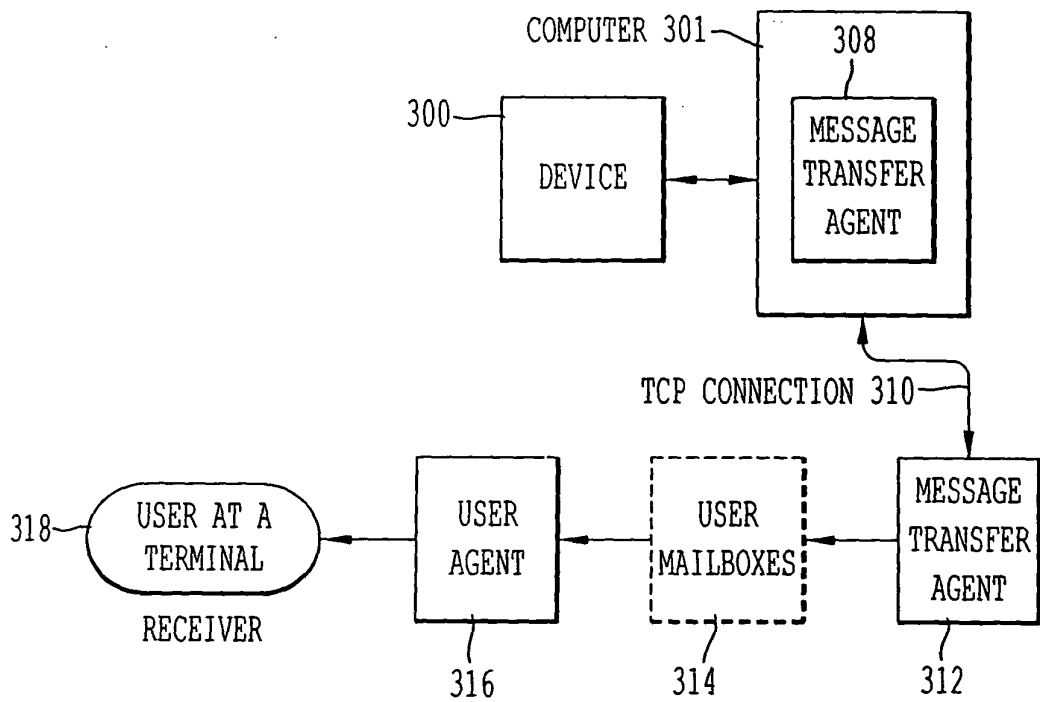 COMPUTER 301
308
300
DEVICE
MESSAGE
TRANSFER
AGENT
TCP CONNECTION 310
318
USER AT A
TERMINAL
RECEIVER
USER
AGENT
316
USER
MAILBOXES
314
MESSAGE
TRANSFER
AGENT
312